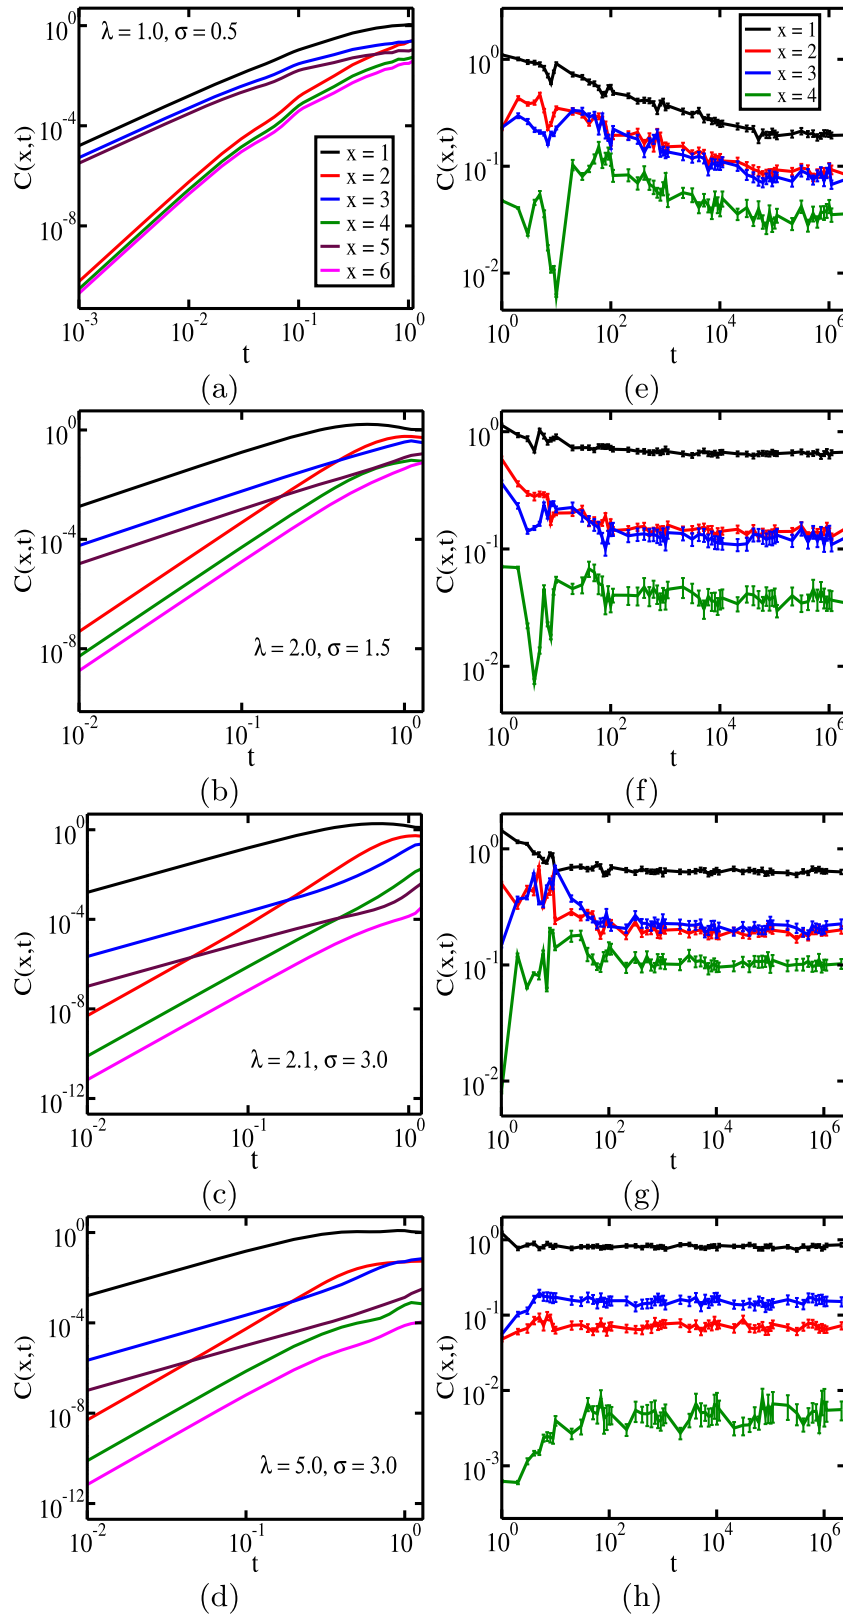 λ = 1.0, σ = 0.5
C(x,t)
10^0
10^-4
10^-8
x = 1
x = 2
x = 3
x = 4
x = 5
x = 6
10^-3 10^-2 10^-1 10^0
t
(a)
x = 1
x = 2
x = 3
x = 4
C(x,t)
10^0
10^-1
10^-2
10^0 10^2 10^4 10^6
t
(e)
C(x,t)
10^0
10^-4
10^-8
λ = 2.0, σ = 1.5
10^-2 10^-1 10^0
t
(b)
C(x,t)
10^0
10^-1
10^-2
10^0 10^2 10^4 10^6
t
(f)
C(x,t)
10^0
10^-4
10^-8
10^-12
λ = 2.1, σ = 3.0
10^-2 10^-1 10^0
t
(c)
C(x,t)
10^0
10^-1
10^-2
10^0 10^2 10^4 10^6
t
(g)
C(x,t)
10^0
10^-4
10^-8
10^-12
λ = 5.0, σ = 3.0
10^-2 10^-1 10^0
t
(d)
C(x,t)
10^0
10^-1
10^-2
10^-3
10^0 10^2 10^4 10^6
t
(h)